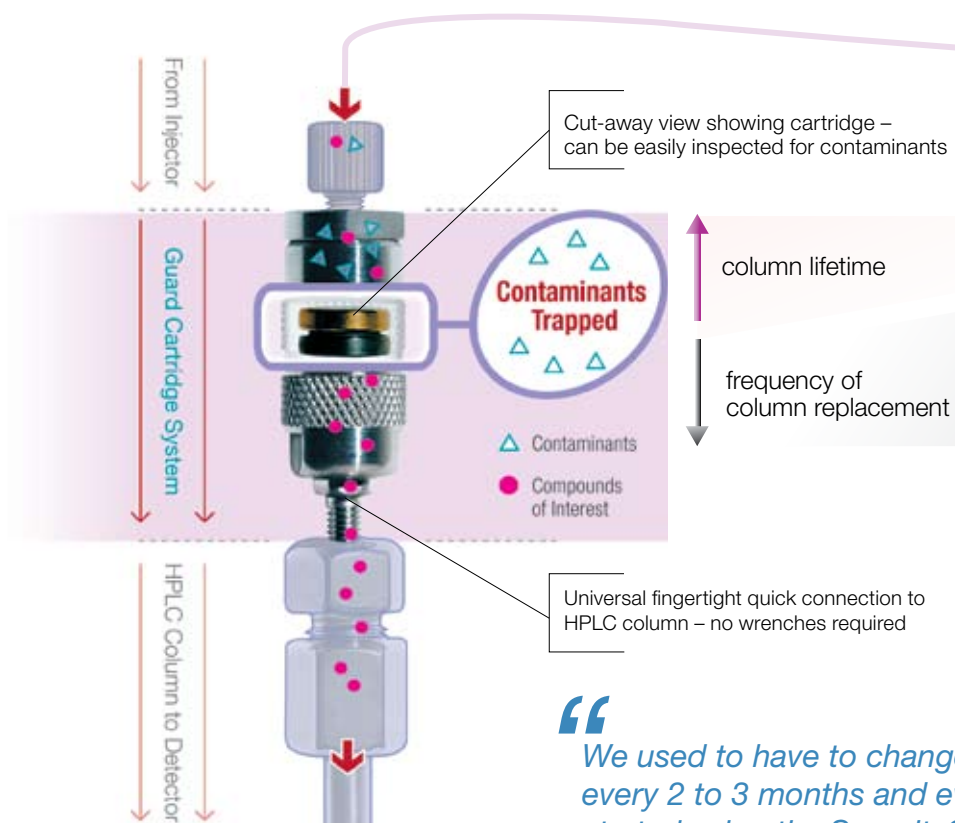 From Injector
Cut-away view showing cartridge –
can be easily inspected for contaminants
Guard Cartridge System
Contaminants
Trapped
column lifetime
frequency of
column replacement
Contaminants
Compounds
of Interest
HPLC Column to Detector
Universal fingertight quick connection to
HPLC column – no wrenches required
“
We used to have to change
every 2 to 3 months and